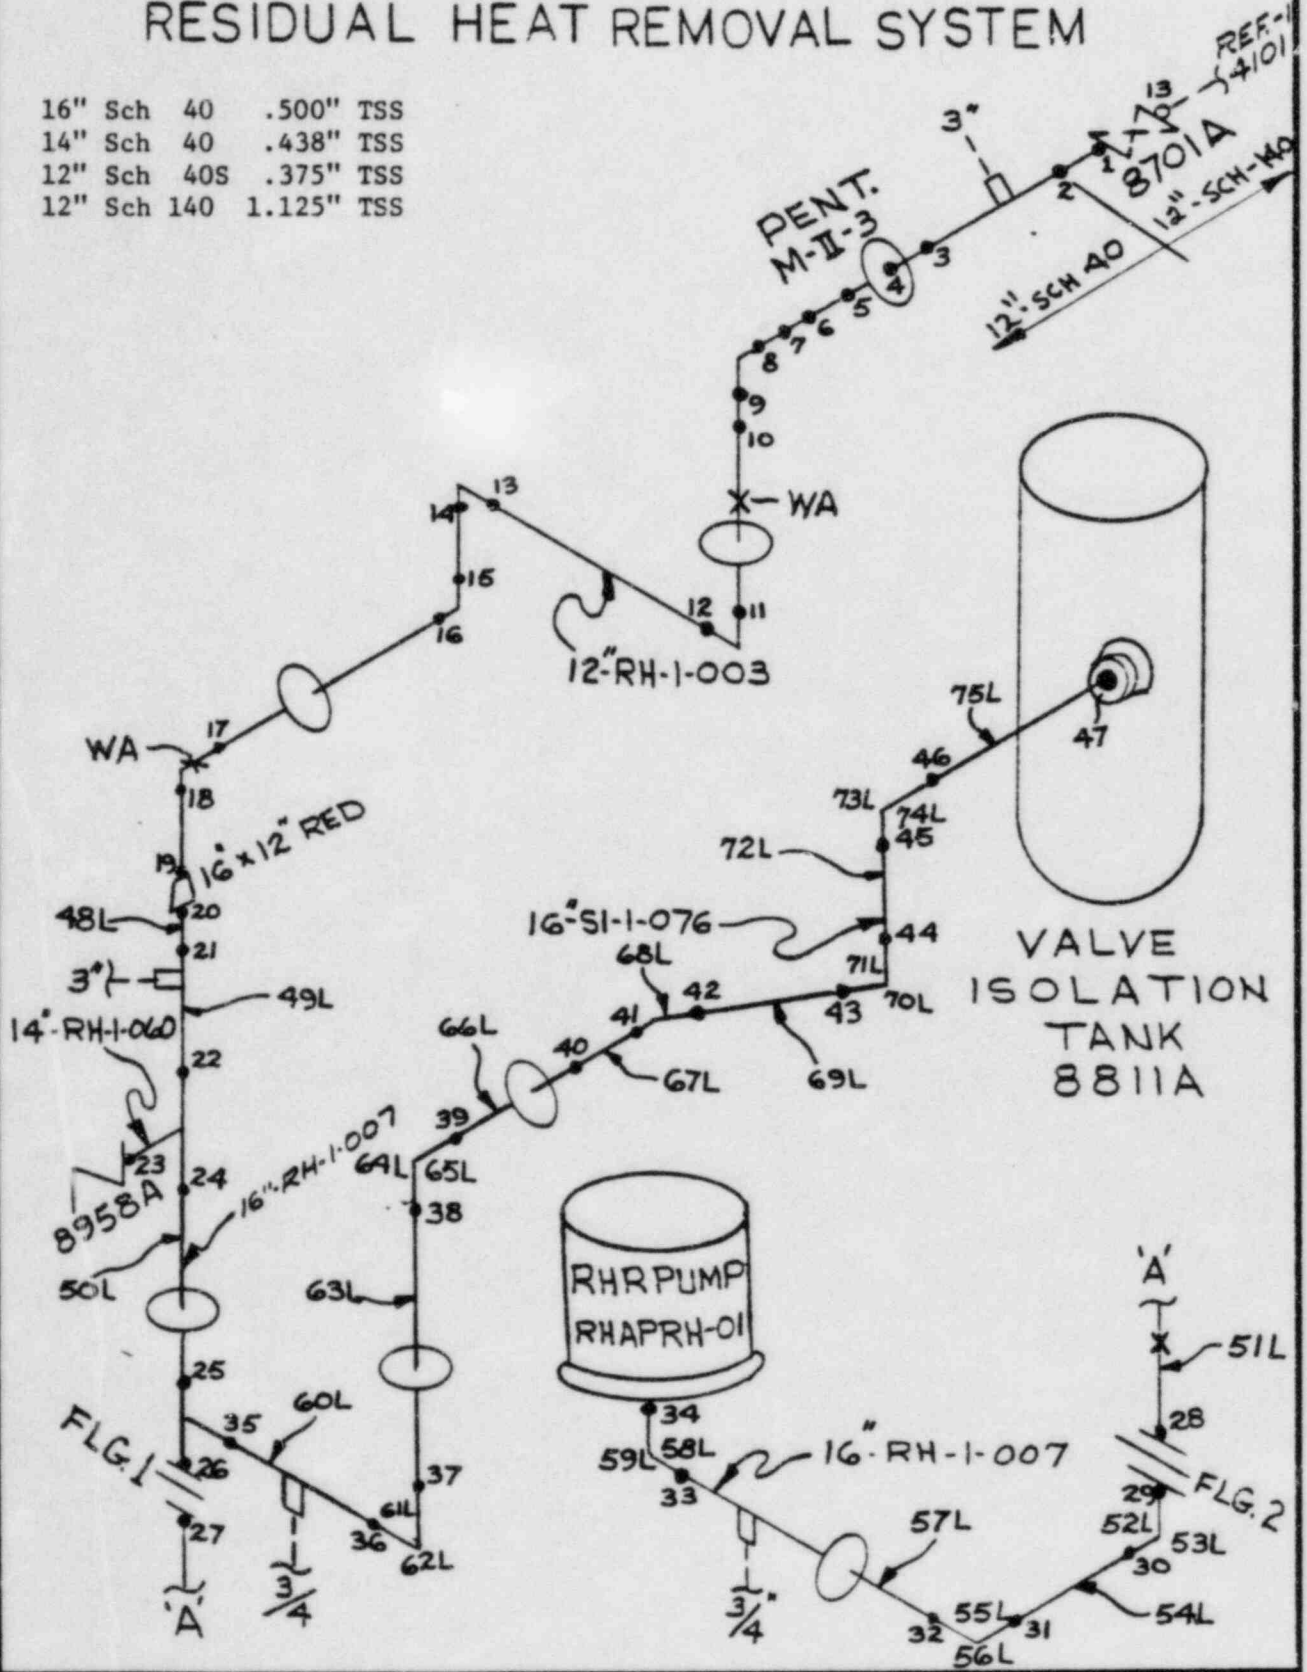 RESIDUAL HEAT REMOVAL SYSTEM
16" Sch 40 .500" TSS
14" Sch 40 .438" TSS
12" Sch 40S .375" TSS
12" Sch 140 1.125" TSS
REF.-1
4101
13
3"
1
8701A
2
12"-SCH-140
PENT.
M-II-3
3
4
12"-SCH-40
5
6
7
8
9
10
WA
13
14
15
16
12
11
12"-RH-1-003
17
WA
18
75L
47
46
73L
74L
45
72L
16"x12" RED
19
20
48L
21
16"-SI-1-076
44
68L
71L
42
70L
43
3"
49L
14"-RH-1-060
41
66L
40
67L
69L
22
VALVE
ISOLATION
TANK
8811A
39
16"-RH-1-007
64L
65L
23
24
8958A
38
50L
63L
RHR PUMP
RHAPRH-01
'A'
51L
25
60L
34
28
FLG. 1
35
26
59L
58L
16"-RH-1-007
33
37
29
FLG. 2
27
61L
36
62L
57L
52L
53L
30
3/4
'A'
3/4"
32
55L
31
54L
56L